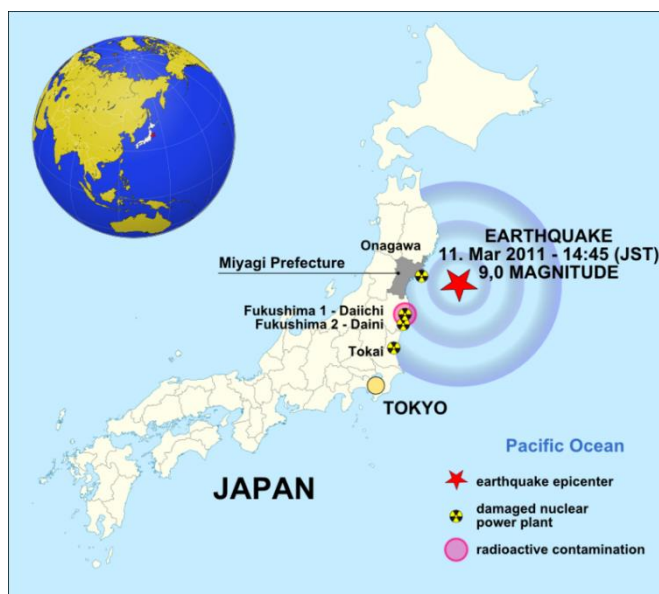 Onagawa
Miyagi Prefecture
EARTHQUAKE
11. Mar 2011 - 14:45 (JST)
9,0 MAGNITUDE
Fukushima 1 - Daiichi
Fukushima 2 - Daini
Tokai
TOKYO
JAPAN
Pacific Ocean
earthquake epicenter
damaged nuclear
power plant
radioactive contamination